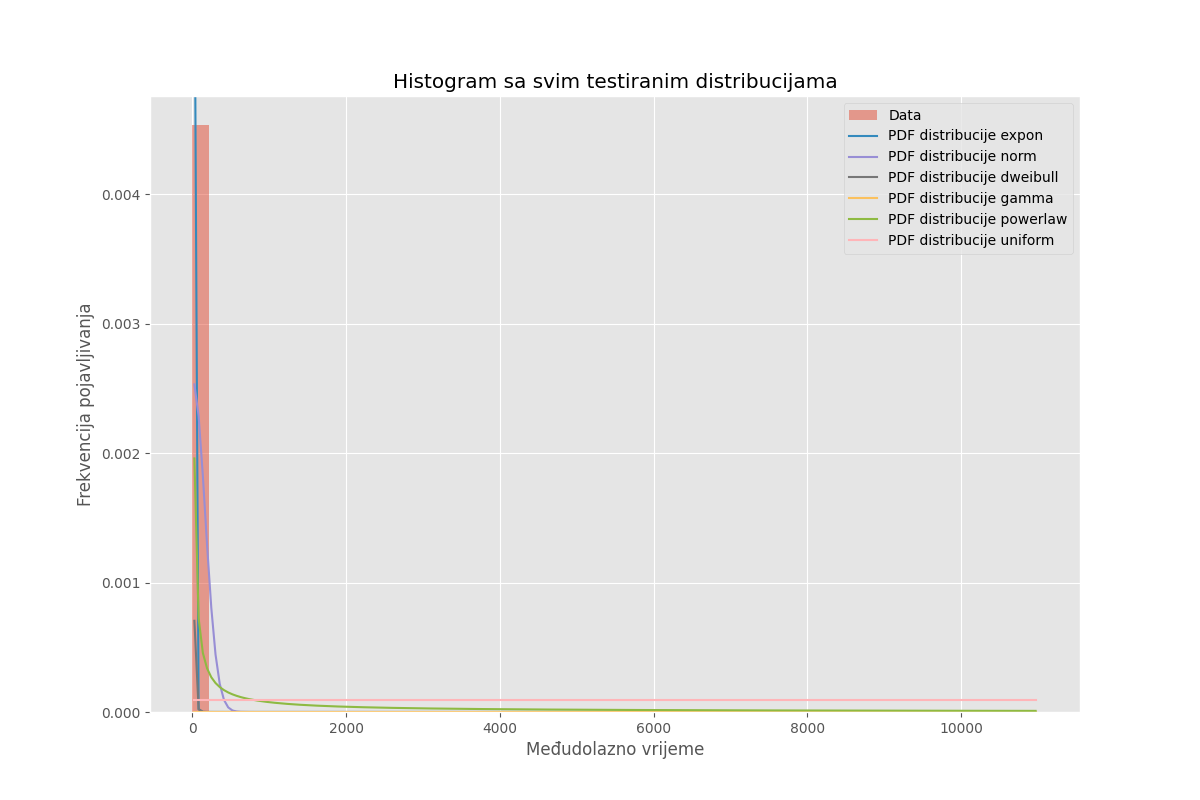 Histogram sa svim testiranim distribucijama
Data
PDF distribucije expon
PDF distribucije norm
PDF distribucije dweibull
PDF distribucije gamma
PDF distribucije powerlaw
PDF distribucije uniform
Frekvencija pojavljivanja
0.004
0.003
0.002
0.001
0.000
0 2000 4000 6000 8000 10000
Međudolazno vrijeme